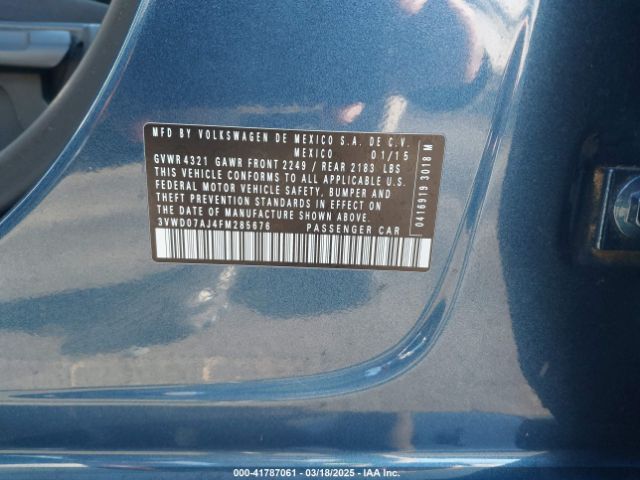 MFD BY VOLKSWAGEN DE MEXICO S.A. DE C.V.
MEXICO 01/15
GVWR 4321 GAWR FRONT 2249 / REAR 2183 LBS
THIS VEHICLE CONFORMS TO ALL APPLICABLE U.S.
FEDERAL MOTOR VEHICLE SAFETY, BUMPER AND
THEFT PREVENTION STANDARDS IN EFFECT ON
THE DATE OF MANUFACTURE SHOWN ABOVE.
3VWD07AJ4FM285676 PASSENGER CAR
0416919 3018 M
00-41787061 — 03/18/2025 — IAA Inc.